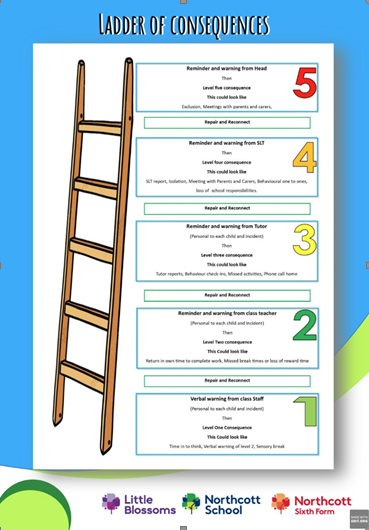 LADDER OF CONSEQUENCES
Reminder and warning from Head
Then
Level five consequence
This could look like
Exclusion, Meetings with parents and carers,
5
Repair and Reconnect
Reminder and warning from SLT
Then
Level four consequence
This could look like
SLT report, Isolation, Meeting with Parents and Carers, Behavioural one to ones,
loss of school responsibilities.
4
Repair and Reconnect
Reminder and warning from Tutor
(Personal to each child and incident)
Then
Level three consequence
This could look like
Tutor reports, Behaviour check-ins, Missed activities, Phone call home
3
Repair and Reconnect
Reminder and warning from class teacher
(Personal to each child and incident)
Then
Level Two consequence
This Could look like
Return in own time to complete work. Missed break times or loss of reward time
2
Repair and Reconnect
Verbal warning from class Staff
(Personal to each child and incident)
Then
Level One Consequence
This Could look like
Time in to think, Verbal warning of level 2, Sensory break
1
Little
Blossoms
Northcott
School
Northcott
Sixth Form